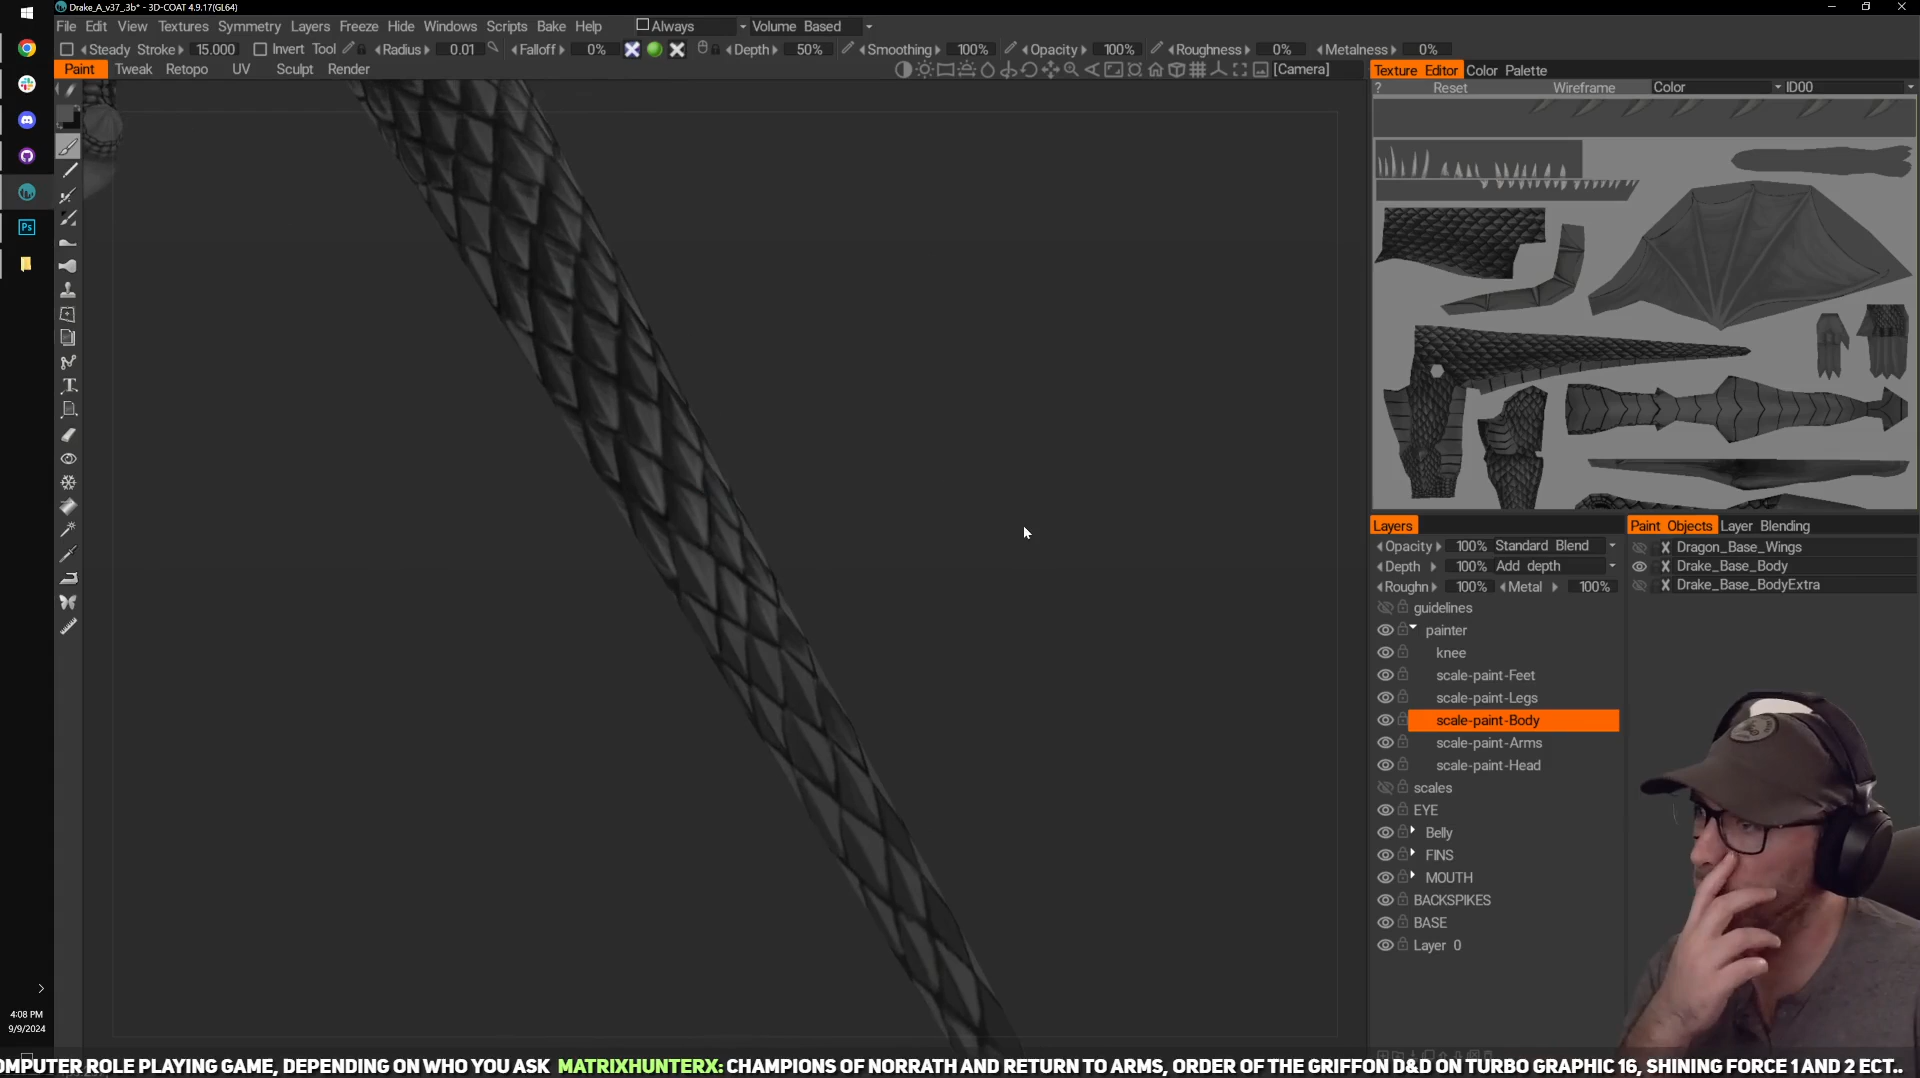 Drake_A_v37_.3b* - 3D-COAT 4.9.17(GL64)
File Edit View Textures Symmetry Layers Freeze Hide Windows Scripts Bake Help Always Volume Based
Steady Stroke 15.000 Invert Tool Radius 0.01 Falloff 0% Depth 50% Smoothing 100% Opacity 100% Roughness 0% Metalness 0%
Paint Tweak Retopo UV Sculpt Render [Camera]
Texture Editor Color Palette
? Reset Wireframe Color ID00
Layers
Opacity 100% Standard Blend
Depth 100% Add depth
Roughn 100% Metal 100%
guidelines
painter
knee
scale-paint-Feet
scale-paint-Legs
scale-paint-Body
scale-paint-Arms
scale-paint-Head
scales
EYE
Belly
FINS
MOUTH
BACKSPIKES
BASE
Layer 0
Paint Objects Layer Blending
Dragon_Base_Wings
Drake_Base_Body
Drake_Base_BodyExtra
4:08 PM
9/9/2024
OMPUTER ROLE PLAYING GAME, DEPENDING ON WHO YOU ASK MATRIXHUNTERX: CHAMPIONS OF NORRATH AND RETURN TO ARMS, ORDER OF THE GRIFFON D&D ON TURBO GRAPHIC 16, SHINING FORCE 1 AND 2 ECT..